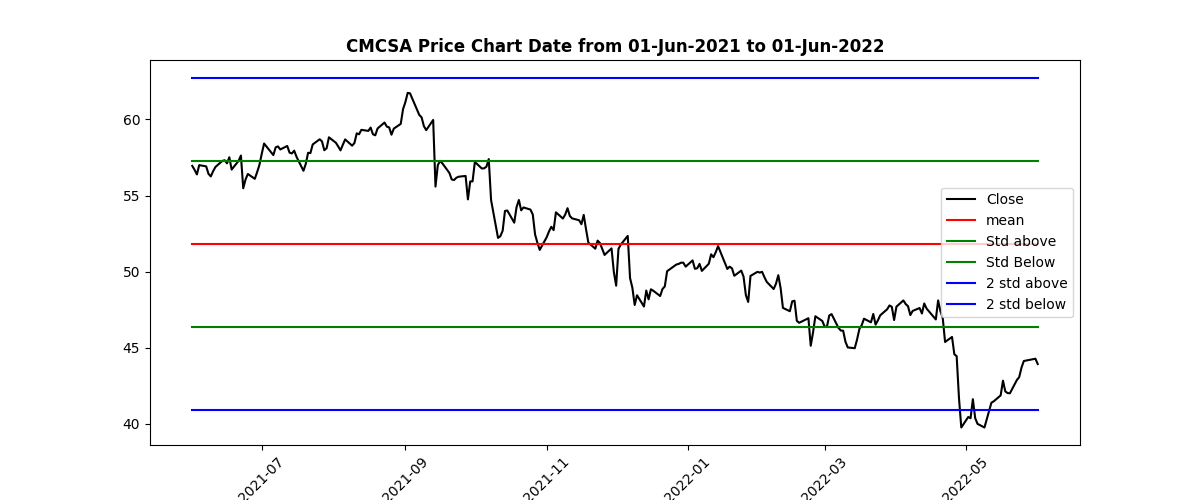 CMCSA Price Chart Date from 01-Jun-2021 to 01-Jun-2022
60
55
50
45
40
Close
mean
Std above
Std Below
2 std above
2 std below
2021-07
2021-09
2021-11
2022-01
2022-03
2022-05